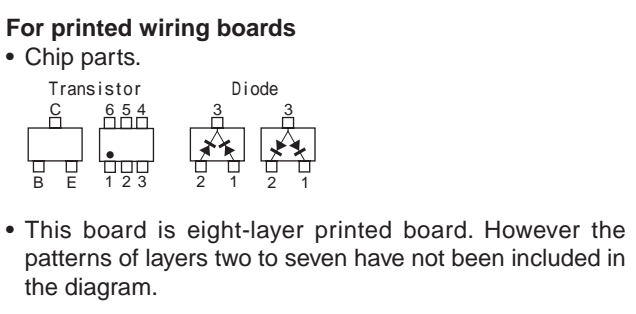 For printed wiring boards
• Chip parts.
Transistor Diode
C 6 5 4 3 3
B E 1 2 3 2 1 2 1
• This board is eight-layer printed board. However the
patterns of layers two to seven have not been included in
the diagram.